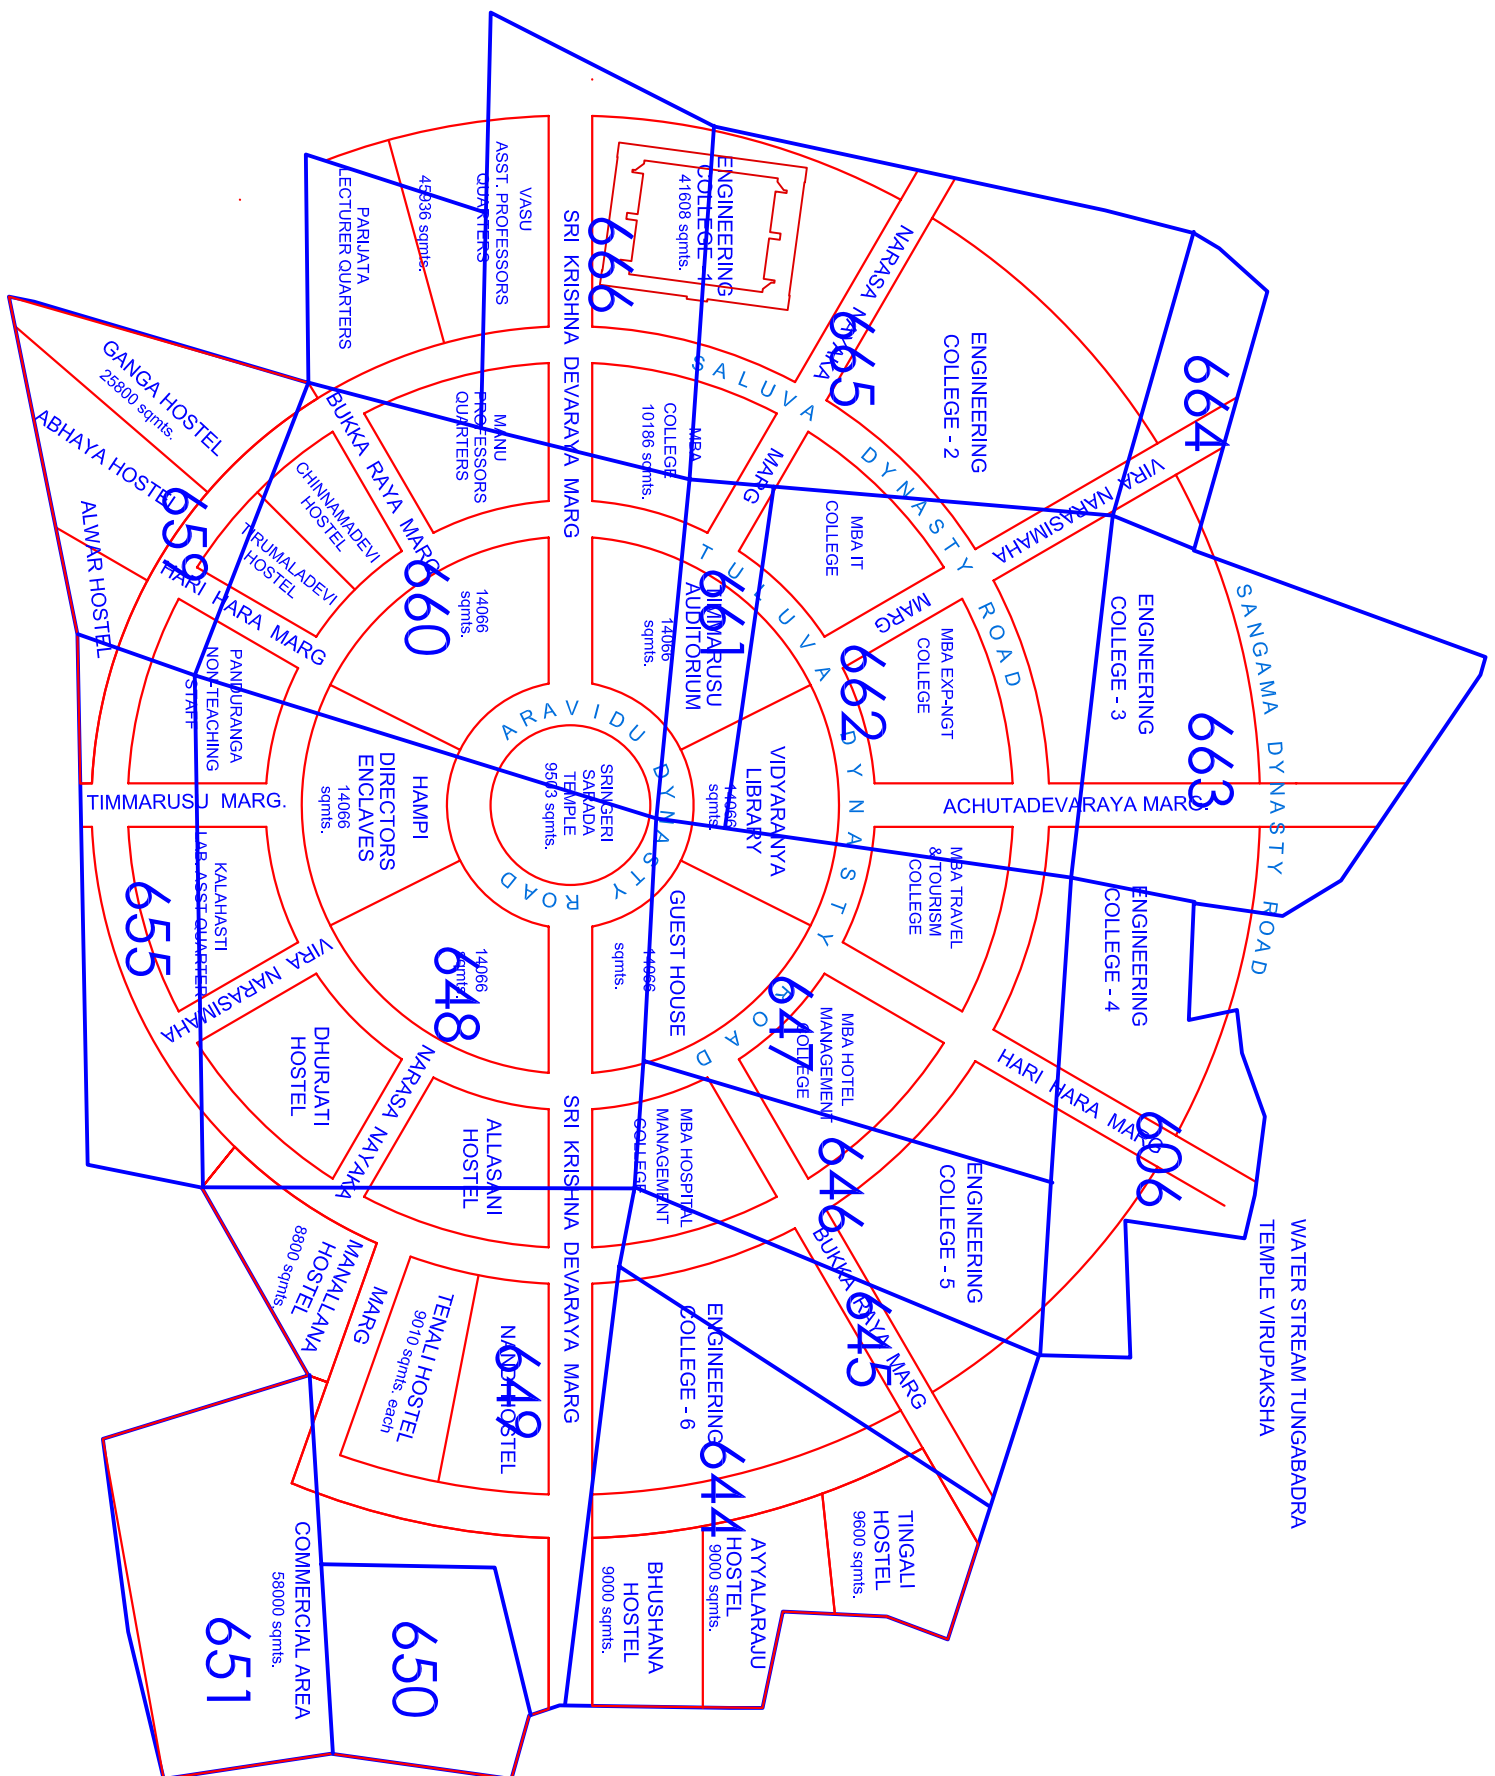 VASU
ASST. PROFESSORS
QUARTERS
45936 sqmts.
PARIJATA
LECTURER QUARTERS
SRI KRISHNA DEVARAYA MARG
666
ENGINEERING
COLLEGE - 1
41608 sqmts.
NARASA NAYAKA
MARG
665
ENGINEERING
COLLEGE - 2
664
VIRA NARASIMAHA
MARG
SALUVA DYNASTY ROAD
GANGA HOSTEL
25800 sqmts.
ABHAYA HOSTEL
ALWAR HOSTEL
659
BUKKA RAYA MARG
MANU
PROFESSORS
QUARTERS
MBA
COLLEGE
10186 sqmts.
MBA IT
COLLEGE
CHINNAMADEVI
HOSTEL
TIRUMALADEVI
HOSTEL
HARI HARA MARG
660
14066
sqmts.
TULUVA DYNASTY ROAD
661
TIMMARUSU
AUDITORIUM
14066
sqmts.
662
MBA EXP-NGT
COLLEGE
ENGINEERING
COLLEGE - 3
663
SANGAMA DYNASTY ROAD
PANDURANGA
NON-TEACHING
STAFF
ARAVIDU DYNASTY ROAD
SRINGERI
SARADA
TEMPLE
9503 sqmts.
HAMPI
DIRECTORS
ENCLAVES
14066
sqmts.
VIDYARANYA
LIBRARY
14066
sqmts.
TIMMARUSU MARG.
ACHUTADEVARAYA MARG.
KALAHASTI
LAB. ASST QUARTER
655
VIRA NARASIMAHA
648
14066
sqmts.
GUEST HOUSE
14066
sqmts.
MBA TRAVEL
& TOURISM
COLLEGE
ENGINEERING
COLLEGE - 4
647
MBA HOTEL
MANAGEMENT
COLLEGE
HARI HARA MARG
606
DHURJATI
HOSTEL
NARASA NAYAKA
MARG
ALLASANI
HOSTEL
SRI KRISHNA DEVARAYA MARG
MBA HOSPITAL
MANAGEMENT
COLLEGE
646
ENGINEERING
COLLEGE - 5
BUKKA RAYA MARG
645
WATER STREAM TUNGABADRA
TEMPLE VIRUPAKSHA
MANALLANA
HOSTEL
8800 sqmts.
TENALI HOSTEL
9010 sqmts. each
NANDI HOSTEL
649
ENGINEERING
COLLEGE - 6
644
TINGALI
HOSTEL
9600 sqmts.
AYYALARAJU
HOSTEL
9000 sqmts.
BHUSHANA
HOSTEL
9000 sqmts.
COMMERCIAL AREA
58000 sqmts.
651
650